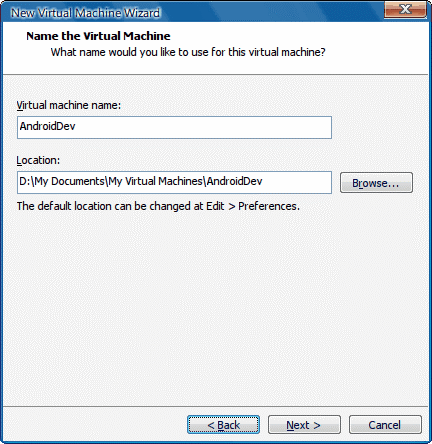 New Virtual Machine Wizard
Name the Virtual Machine
What name would you like to use for this virtual machine?
Virtual machine name:
AndroidDev
Location:
D:\My Documents\My Virtual Machines\AndroidDev
Browse...
The default location can be changed at Edit > Preferences.
< Back
Next >
Cancel